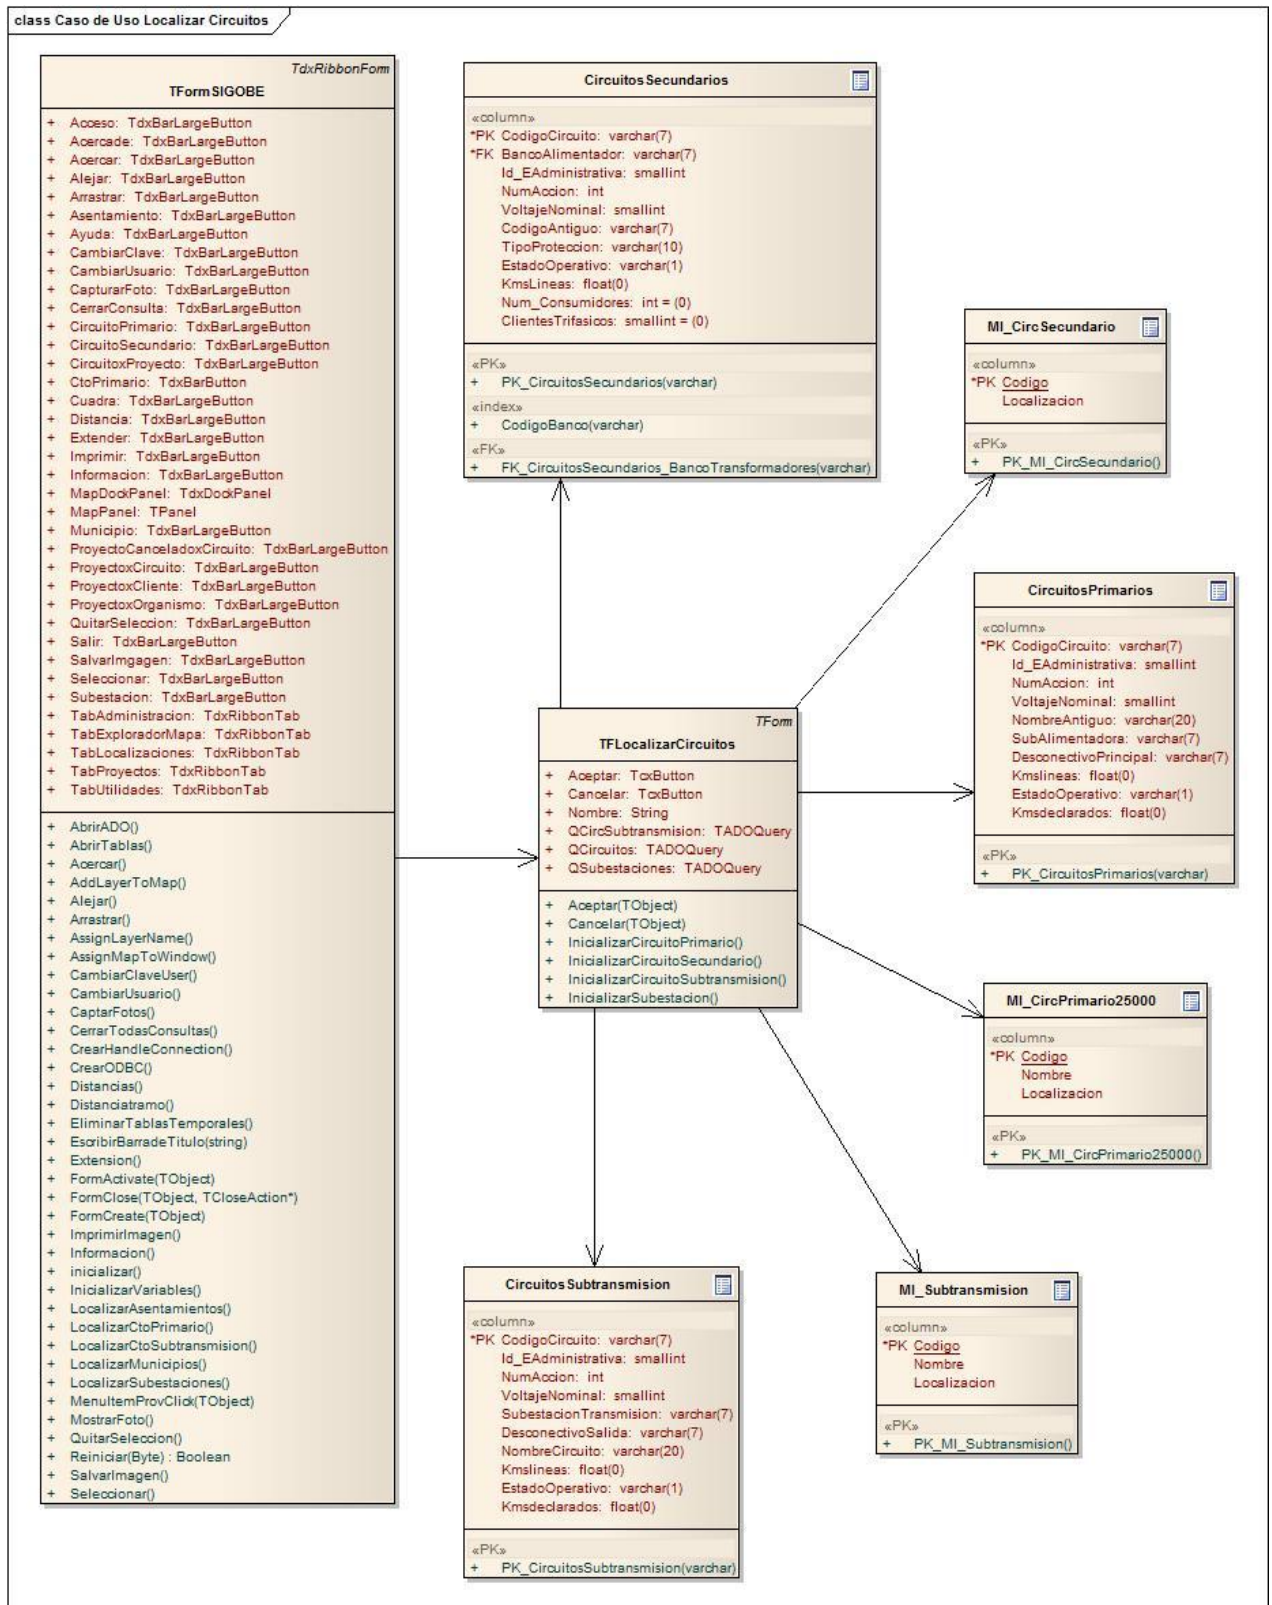 class Caso de Uso Localizar Circuitos
TdxRibbonForm
TFormSIGOBE
+ Acceso: TdxBarLargeButton
+ Acercade: TdxBarLargeButton
+ Acercar: TdxBarLargeButton
+ Alejar: TdxBarLargeButton
+ Arrastrar: TdxBarLargeButton
+ Asentamiento: TdxBarLargeButton
+ Ayuda: TdxBarLargeButton
+ CambiarClave: TdxBarLargeButton
+ CambiarUsuario: TdxBarLargeButton
+ CapturarFoto: TdxBarLargeButton
+ CerrarConsulta: TdxBarLargeButton
+ CircuitoPrimario: TdxBarLargeButton
+ CircuitoSecundario: TdxBarLargeButton
+ CircuitoxProyecto: TdxBarLargeButton
+ CtoPrimario: TdxBarButton
+ Cuadra: TdxBarLargeButton
+ Distancia: TdxBarLargeButton
+ Extender: TdxBarLargeButton
+ Imprimir: TdxBarLargeButton
+ Informacion: TdxBarLargeButton
+ MapDockPanel: TdxDockPanel
+ MapPanel: TPanel
+ Municipio: TdxBarLargeButton
+ ProyectoCanceladoxCircuito: TdxBarLargeButton
+ ProyectoxCircuito: TdxBarLargeButton
+ ProyectoxCliente: TdxBarLargeButton
+ ProyectoxOrganismo: TdxBarLargeButton
+ QuitarSeleccion: TdxBarLargeButton
+ Salir: TdxBarLargeButton
+ SalvarImgagen: TdxBarLargeButton
+ Seleccionar: TdxBarLargeButton
+ Subestacion: TdxBarLargeButton
+ TabAdministracion: TdxRibbonTab
+ TabExploradorMapa: TdxRibbonTab
+ TabLocalizaciones: TdxRibbonTab
+ TabProyectos: TdxRibbonTab
+ TabUtilidades: TdxRibbonTab
+ AbrirADO()
+ AbrirTablas()
+ Acercar()
+ AddLayerToMap()
+ Alejar()
+ Arrastrar()
+ AssignLayerName()
+ AssignMapToWindow()
+ CambiarClaveUser()
+ CambiarUsuario()
+ CaptarFotos()
+ CerrarTodasConsultas()
+ CrearHandleConnection()
+ CrearODBC()
+ Distancias()
+ Distanciatramo()
+ EliminarTablasTemporales()
+ EscribirBarradeTitulo(string)
+ Extension()
+ FormActivate(TObject)
+ FormClose(TObject, TCloseAction*)
+ FormCreate(TObject)
+ ImprimirImagen()
+ Informacion()
+ inicializar()
+ InicializarVariables()
+ LocalizarAsentamientos()
+ LocalizarCtoPrimario()
+ LocalizarCtoSubtransmision()
+ LocalizarMunicipios()
+ LocalizarSubestaciones()
+ MenuItemProvClick(TObject)
+ MostrarFoto()
+ QuitarSeleccion()
+ Reiniciar(Byte) : Boolean
+ SalvarImagen()
+ Seleccionar()
CircuitosSecundarios
«column»
*PK CodigoCircuito: varchar(7)
*FK BancoAlimentador: varchar(7)
Id_EAdministrativa: smallint
NumAccion: int
VoltajeNominal: smallint
CodigoAntiguo: varchar(7)
TipoProteccion: varchar(10)
EstadoOperativo: varchar(1)
KmsLineas: float(0)
Num_Consumidores: int = (0)
ClientesTrifasicos: smallint = (0)
«PK»
+ PK_CircuitosSecundarios(varchar)
«index»
+ CodigoBanco(varchar)
«FK»
+ FK_CircuitosSecundarios_BancoTransformadores(varchar)
MI_CircSecundario
«column»
*PK Codigo
Localizacion
«PK»
+ PK_MI_CircSecundario()
CircuitosPrimarios
«column»
*PK CodigoCircuito: varchar(7)
Id_EAdministrativa: smallint
NumAccion: int
VoltajeNominal: smallint
NombreAntiguo: varchar(20)
SubAlimentadora: varchar(7)
DesconectivoPrincipal: varchar(7)
Kmslineas: float(0)
EstadoOperativo: varchar(1)
Kmsdeclarados: float(0)
«PK»
+ PK_CircuitosPrimarios(varchar)
TForm
TFLocalizarCircuitos
+ Aceptar: TcxButton
+ Cancelar: TcxButton
+ Nombre: String
+ QCircSubtransmision: TADOQuery
+ QCircuitos: TADOQuery
+ QSubestaciones: TADOQuery
+ Aceptar(TObject)
+ Cancelar(TObject)
+ InicializarCircuitoPrimario()
+ InicializarCircuitoSecundario()
+ InicializarCircuitoSubtransmision()
+ InicializarSubestacion()
MI_CircPrimario25000
«column»
*PK Codigo
Nombre
Localizacion
«PK»
+ PK_MI_CircPrimario25000()
CircuitosSubtransmision
«column»
*PK CodigoCircuito: varchar(7)
Id_EAdministrativa: smallint
NumAccion: int
VoltajeNominal: smallint
SubestacionTransmision: varchar(7)
DesconectivoSalida: varchar(7)
NombreCircuito: varchar(20)
Kmslineas: float(0)
EstadoOperativo: varchar(1)
Kmsdeclarados: float(0)
«PK»
+ PK_CircuitosSubtransmision(varchar)
MI_Subtransmision
«column»
*PK Codigo
Nombre
Localizacion
«PK»
+ PK_MI_Subtransmision()